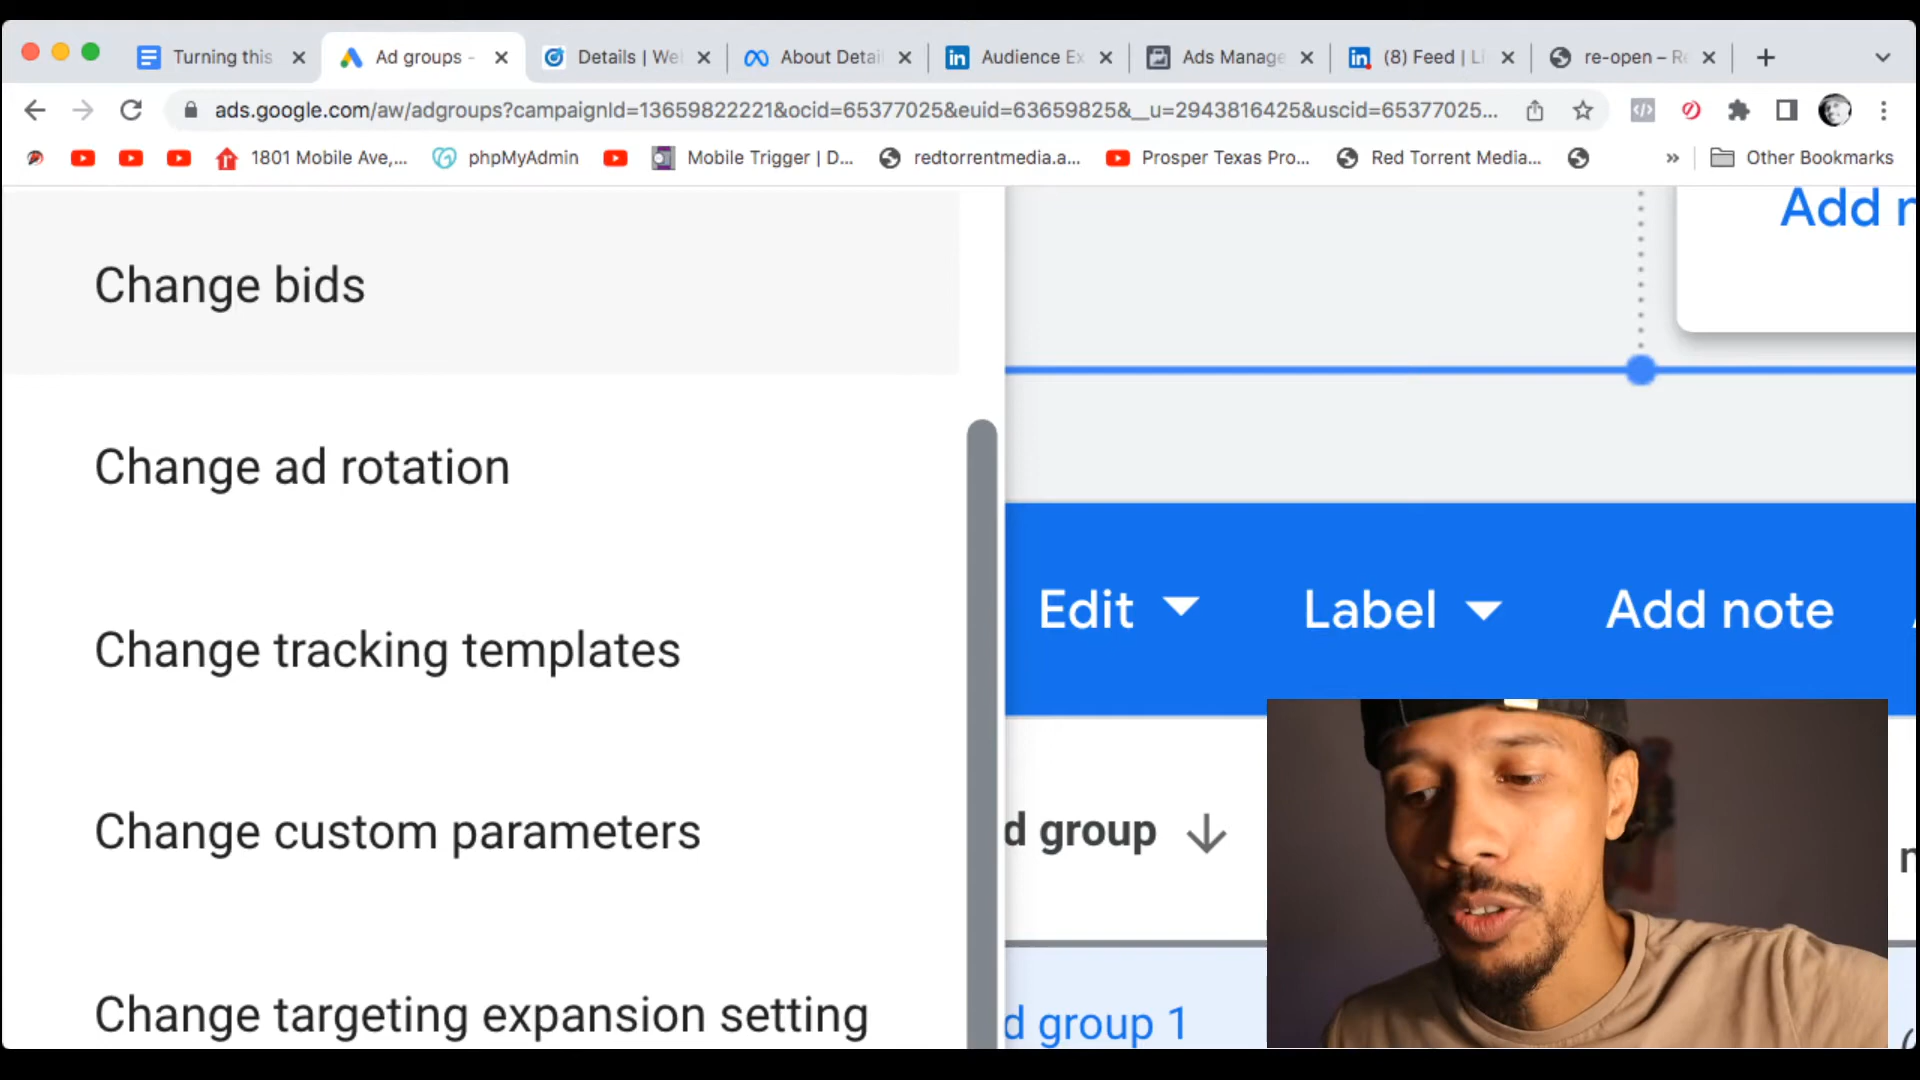 Turning this
Ad groups -
Details | We
About Detai
Audience Ex
Ads Manage
(8) Feed | LI
re-open – Re
ads.google.com/aw/adgroups?campaignId=13659822221&ocid=65377025&euid=63659825&__u=2943816425&uscid=65377025...
1801 Mobile Ave,...
phpMyAdmin
Mobile Trigger | D...
redtorrentmedia.a...
Prosper Texas Pro...
Red Torrent Media...
»
Other Bookmarks
Add r
Change bids
Change ad rotation
Edit
Label
Add note
Change tracking templates
Change custom parameters
d group
Change targeting expansion setting
d group 1